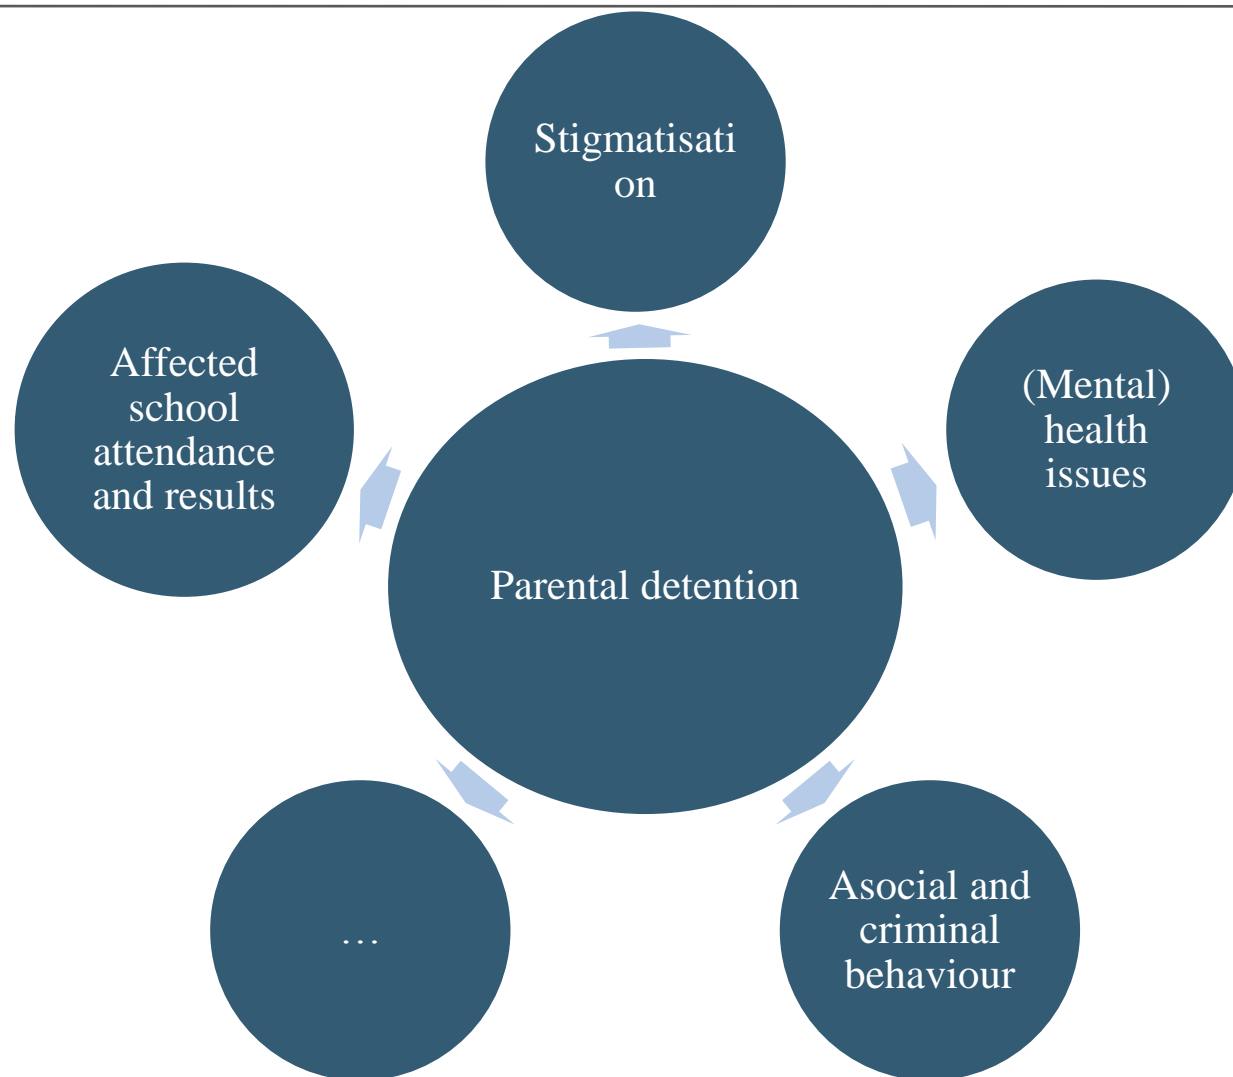 Stigmatisati
on
(Mental)
health
issues
Affected
school
attendance
and results
Parental detention
Asocial and
criminal
behaviour
…